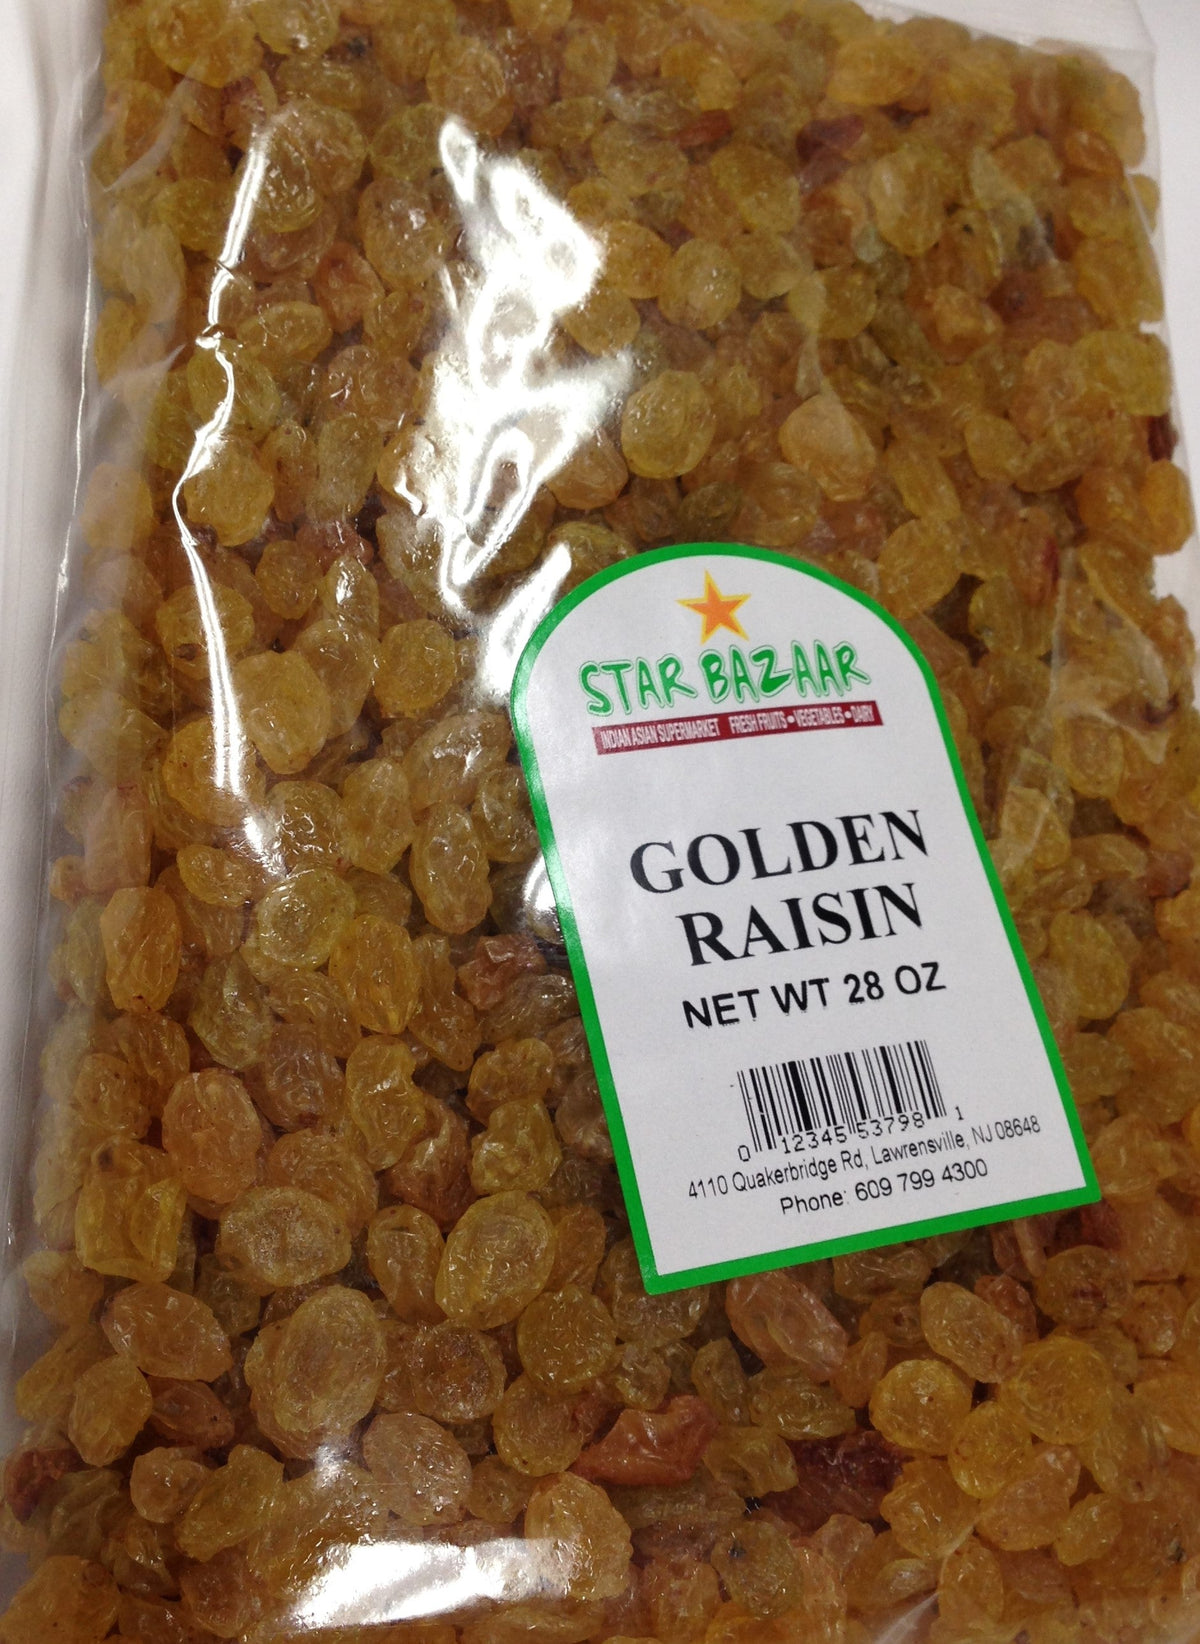 STAR BAZAAR
INDIAN ASIAN SUPERMARKET FRESH FRUITS • VEGETABLES • DAIRY
GOLDEN
RAISIN
NET WT 28 OZ
0 12345 53798 1
4110 Quakerbridge Rd, Lawrensville, NJ 08648
Phone: 609 799 4300